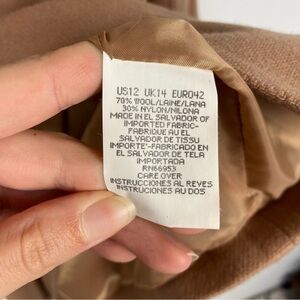 US12 UK14 EURO42
70% WOOL/LAINE/LANA
30% NYLON/NILONA
MADE IN EL SALVADOR OF
IMPORTED FABRIC-
FABRIQUE AU EL
SALVADOR DE TISSU
IMPORTE-FABRICADO EN
EL SALVADOR DE TELA
IMPORTADA
RN66953
CARE OVER
INSTRUCCIONES AL REVES
INSTRUCTIONS AU DOS